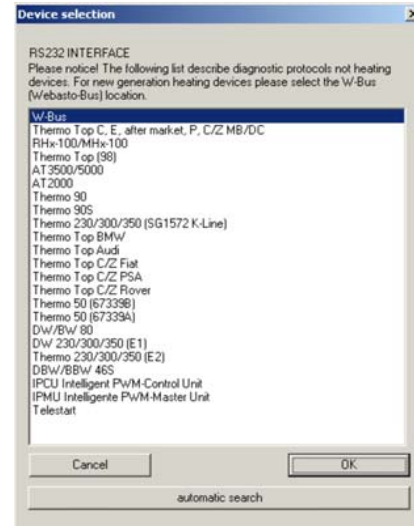 Device selection
RS232 INTERFACE
Please notice! The following list describe diagnostic protocols not heating
devices. For new generation heating devices please select the W-Bus
(Webasto-Bus) location.
W-Bus
Thermo Top C, E, after market, P, C/Z MB/DC
RHx-100/MHx-100
Thermo Top (98)
AT3500/5000
AT2000
Thermo 90
Thermo 90S
Thermo 230/300/350 (SG1572 K-Line)
Thermo Top BMW
Thermo Top Audi
Thermo Top C/Z Fiat
Thermo Top C/Z PSA
Thermo Top C/Z Rover
Thermo 50 (67339B)
Thermo 50 (67339A)
DW/BW 80
DW 230/300/350 (E1)
Thermo 230/300/350 (E2)
DBW/BBW 46S
IPCU Intelligent PWM-Control Unit
IPMU Intelligente PWM-Master Unit
Telestart
Cancel
OK
automatic search